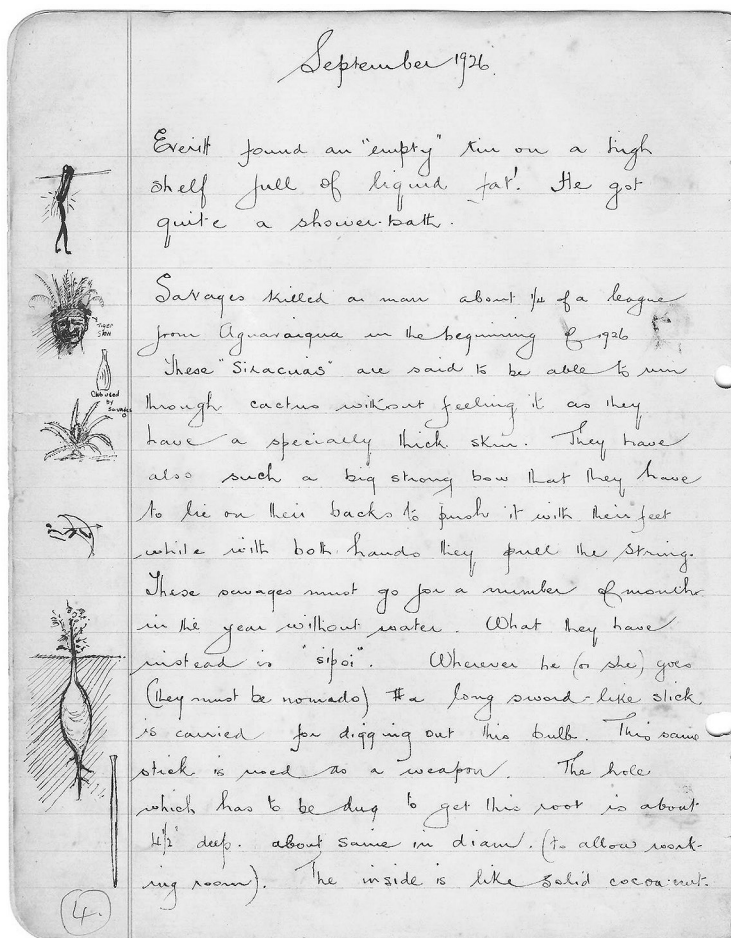 September 1926.
Everitt found an "empty" tin on a high
shelf full of liquid fat! He got
quite a shower-bath.
Savages killed a man about 1/4 of a league
from Aguaraigua in the beginning of 1926
These "Siracuas" are said to be able to run
through cactus without feeling it as they
have a specially thick skin. They have
also such a big strong bow that they have
to lie on their backs to push it with their feet
while with both hands they pull the string.
These savages must go for a number of months
in the year without water. What they have
instead is "sipoi". Wherever he (or she) goes
(they must be nomads) a long sword-like stick
is carried for digging out this bulb. This same
stick is used as a weapon. The hole
which has to be dug to get this root is about
4½' deep. about same in diam. (to allow work-
ing room). The inside is like solid cocoa-nut.
Tiger
skin
Club used
by
savages
4.